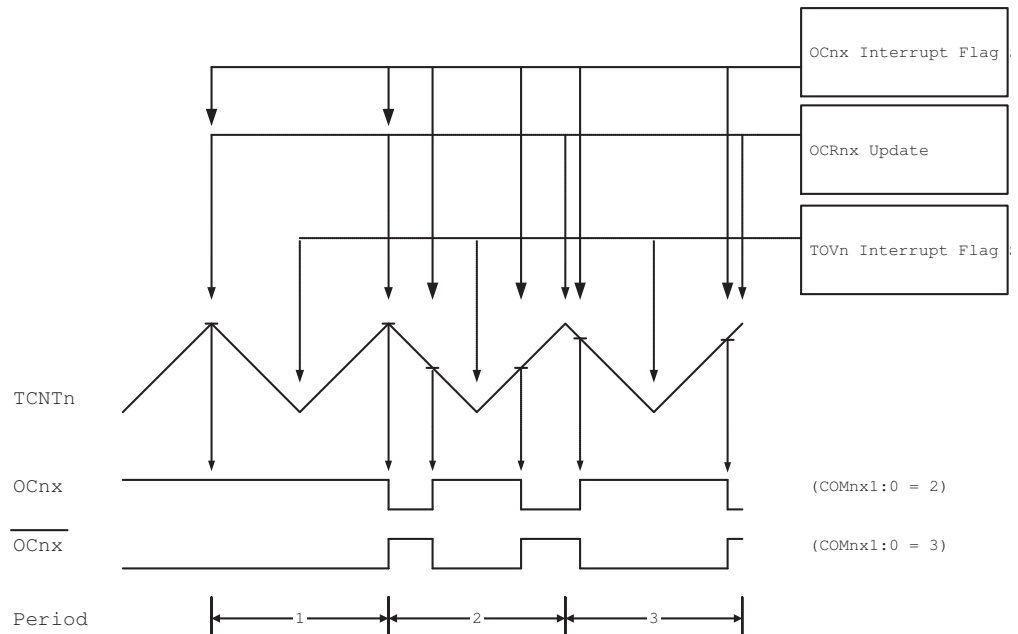 OCnx Interrupt Flag
OCRnx Update
TOVn Interrupt Flag
TCNTn
OCnx
(COMnx1:0 = 2)
OCnx
(COMnx1:0 = 3)
Period
1
2
3